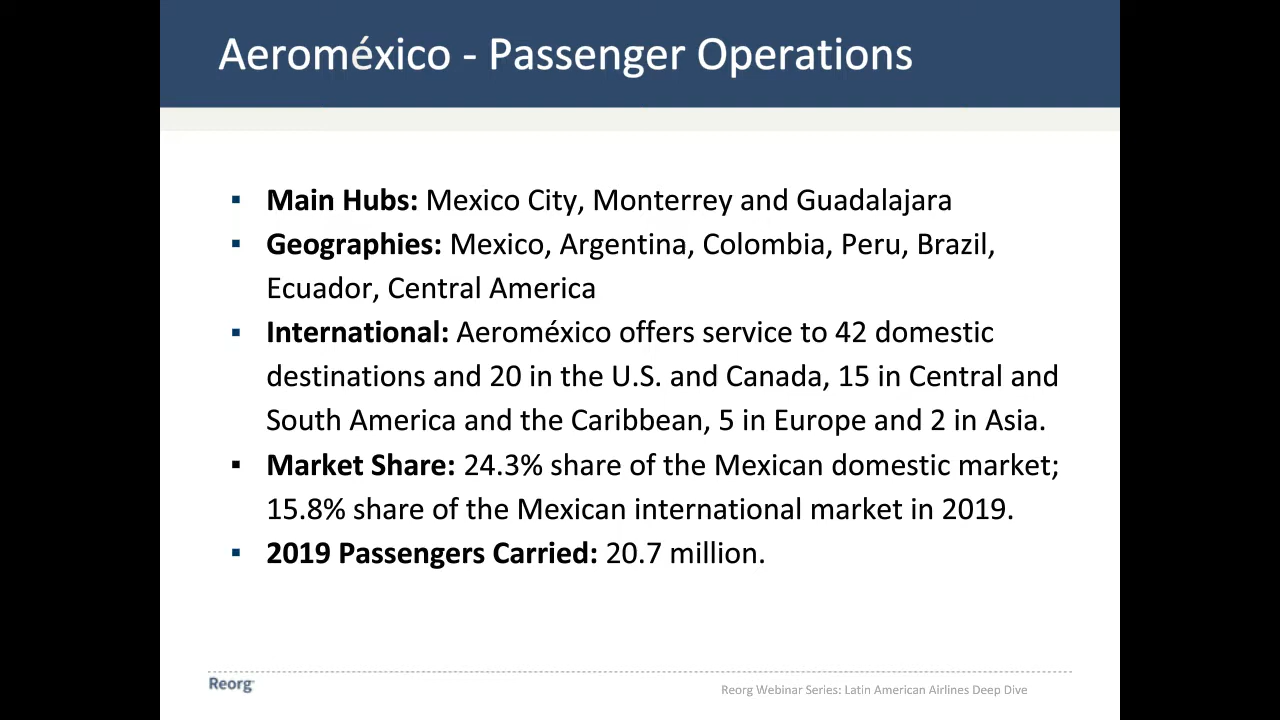 Aeroméxico - Passenger Operations
▪ Main Hubs: Mexico City, Monterrey and Guadalajara
▪ Geographies: Mexico, Argentina, Colombia, Peru, Brazil,
Ecuador, Central America
▪ International: Aeroméxico offers service to 42 domestic
destinations and 20 in the U.S. and Canada, 15 in Central and
South America and the Caribbean, 5 in Europe and 2 in Asia.
▪ Market Share: 24.3% share of the Mexican domestic market;
15.8% share of the Mexican international market in 2019.
▪ 2019 Passengers Carried: 20.7 million.
Reorg
Reorg Webinar Series: Latin American Airlines Deep Dive